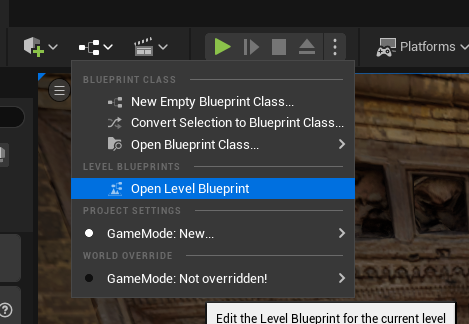 Platforms
BLUEPRINT CLASS
New Empty Blueprint Class...
Convert Selection to Blueprint Class...
Open Blueprint Class...
LEVEL BLUEPRINTS
Open Level Blueprint
PROJECT SETTINGS
GameMode: New...
WORLD OVERRIDE
GameMode: Not overridden!
Edit the Level Blueprint for the current level